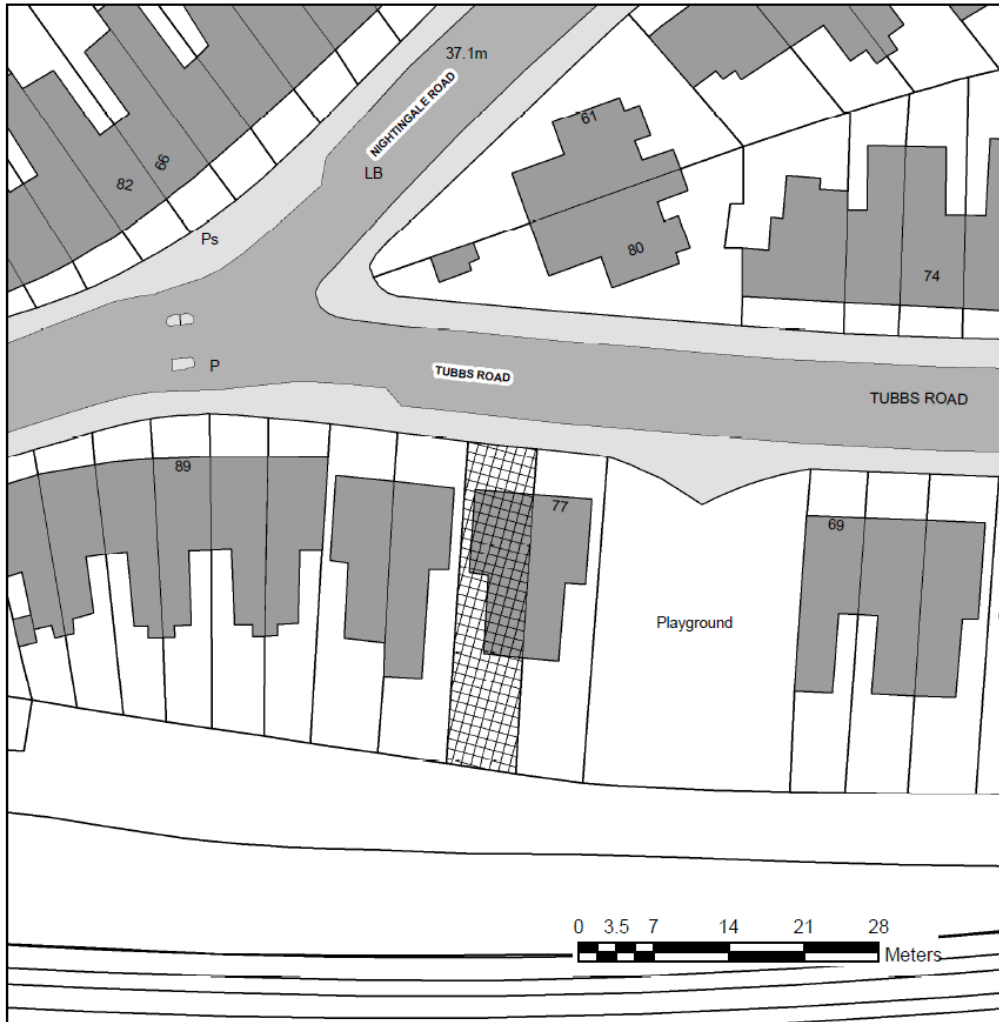 37.1m
NIGHTINGALE ROAD
61
66
82
LB
Ps
80
74
P
TUBBS ROAD
TUBBS ROAD
89
77
69
Playground
0 3.5 7 14 21 28
Meters